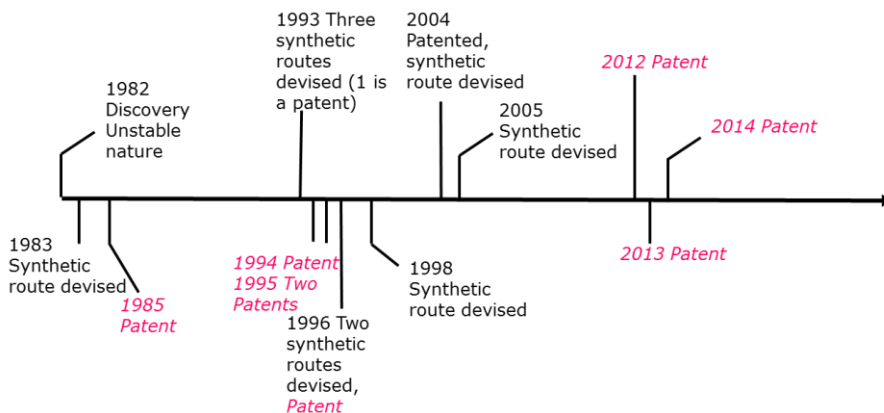 1993 Three
synthetic
routes
devised (1 is
a patent)
2004
Patented,
synthetic
route devised
2012 Patent
1982
Discovery
Unstable
nature
2005
Synthetic
route devised
2014 Patent
1983
Synthetic
route devised
1985
Patent
1994 Patent
1995 Two
Patents
1996 Two
synthetic
routes
devised,
Patent
1998
Synthetic
route devised
2013 Patent